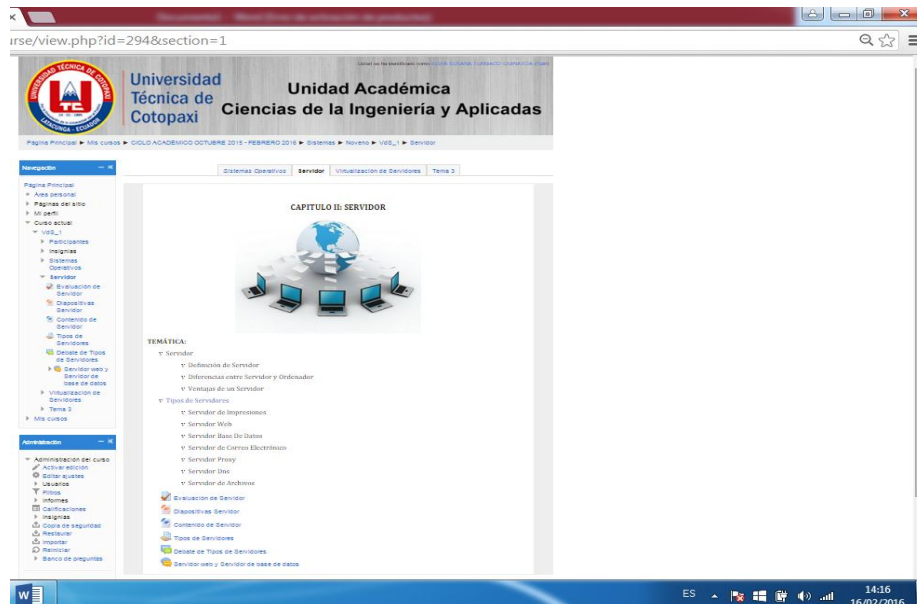 urse/view.php?id=294&section=1
Universidad
Técnica de
Cotopaxi
Unidad Académica
Ciencias de la Ingeniería y Aplicadas
Página Principal ► Mis cursos ► CICLO ACADÉMICO OCTUBRE 2015 - FEBRERO 2016 ► Sistemas ► Noveno ► VdS_1 ► Servidor
Navegación
Página Principal
Área personal
Páginas del sitio
Mi perfil
Curso actual
VdS_1
Participantes
Insignias
Sistemas
Operativos
Servidor
Evaluación de
Servidor
Diapositivas
Servidor
Contenido de
Servidor
Tipos de
Servidores
Debate de Tipos
de Servidores
Servidor web y
Servidor de
base de datos
Virtualización de
Servidores
Tema 3
Mis cursos
Administración
Administración del curso
Activar edición
Editar ajustes
Usuarios
Filtros
Informes
Calificaciones
Insignias
Copia de seguridad
Restaurar
Importar
Reiniciar
Banco de preguntas
Sistemas Operativos Servidor Virtualización de Servidores Tema 3
CAPITULO II: SERVIDOR
TEMÁTICA:
Servidor
Definición de Servidor
Diferencias entre Servidor y Ordenador
Ventajas de un Servidor
Tipos de Servidores
Servidor de Impresiones
Servidor Web
Servidor Base De Datos
Servidor de Correo Electrónico
Servidor Proxy
Servidor Dns
Servidor de Archivos
Evaluación de Servidor
Diapositivas Servidor
Contenido de Servidor
Tipos de Servidores
Debate de Tipos de Servidores.
Servidor web y Servidor de base de datos
ES
14:16
16/02/2016